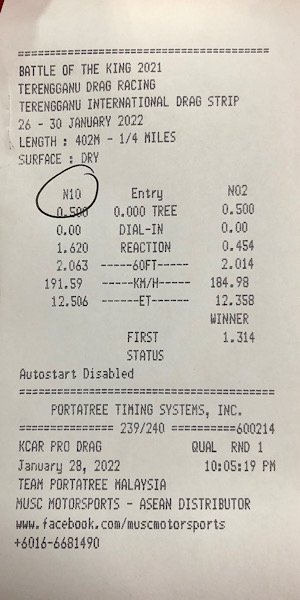 ========================================
BATTLE OF THE KING 2021
TERENGGANU DRAG RACING
TERENGGANU INTERNATIONAL DRAG STRIP
26 - 30 JANUARY 2022
LENGTH : 402M - 1/4 MILES
SURFACE : DRY
N10 Entry N02
0.500 0.000 TREE 0.500
0.00 DIAL-IN 0.00
1.620 REACTION 0.454
2.063 -----60FT------ 2.014
191.59 -----KM/H------ 184.98
12.506 ------ET------- 12.358
WINNER
FIRST 1.314
STATUS
Autostart Disabled
========================================
PORTATREE TIMING SYSTEMS, INC.
=============== 239/240 ==========600214
KCAR PRO DRAG QUAL RND 1
January 28, 2022 10:05:19 PM
TEAM PORTATREE MALAYSIA
MUSC MOTORSPORTS - ASEAN DISTRIBUTOR
www.facebook.com/muscmotorsports
+6016-6681490